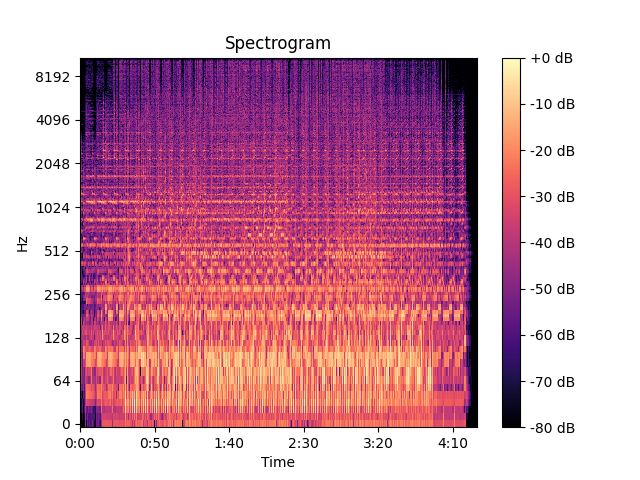 Spectrogram
Hz
8192
4096
2048
1024
512
256
128
64
0
0:00 0:50 1:40 2:30 3:20 4:10
Time
+0 dB
-10 dB
-20 dB
-30 dB
-40 dB
-50 dB
-60 dB
-70 dB
-80 dB